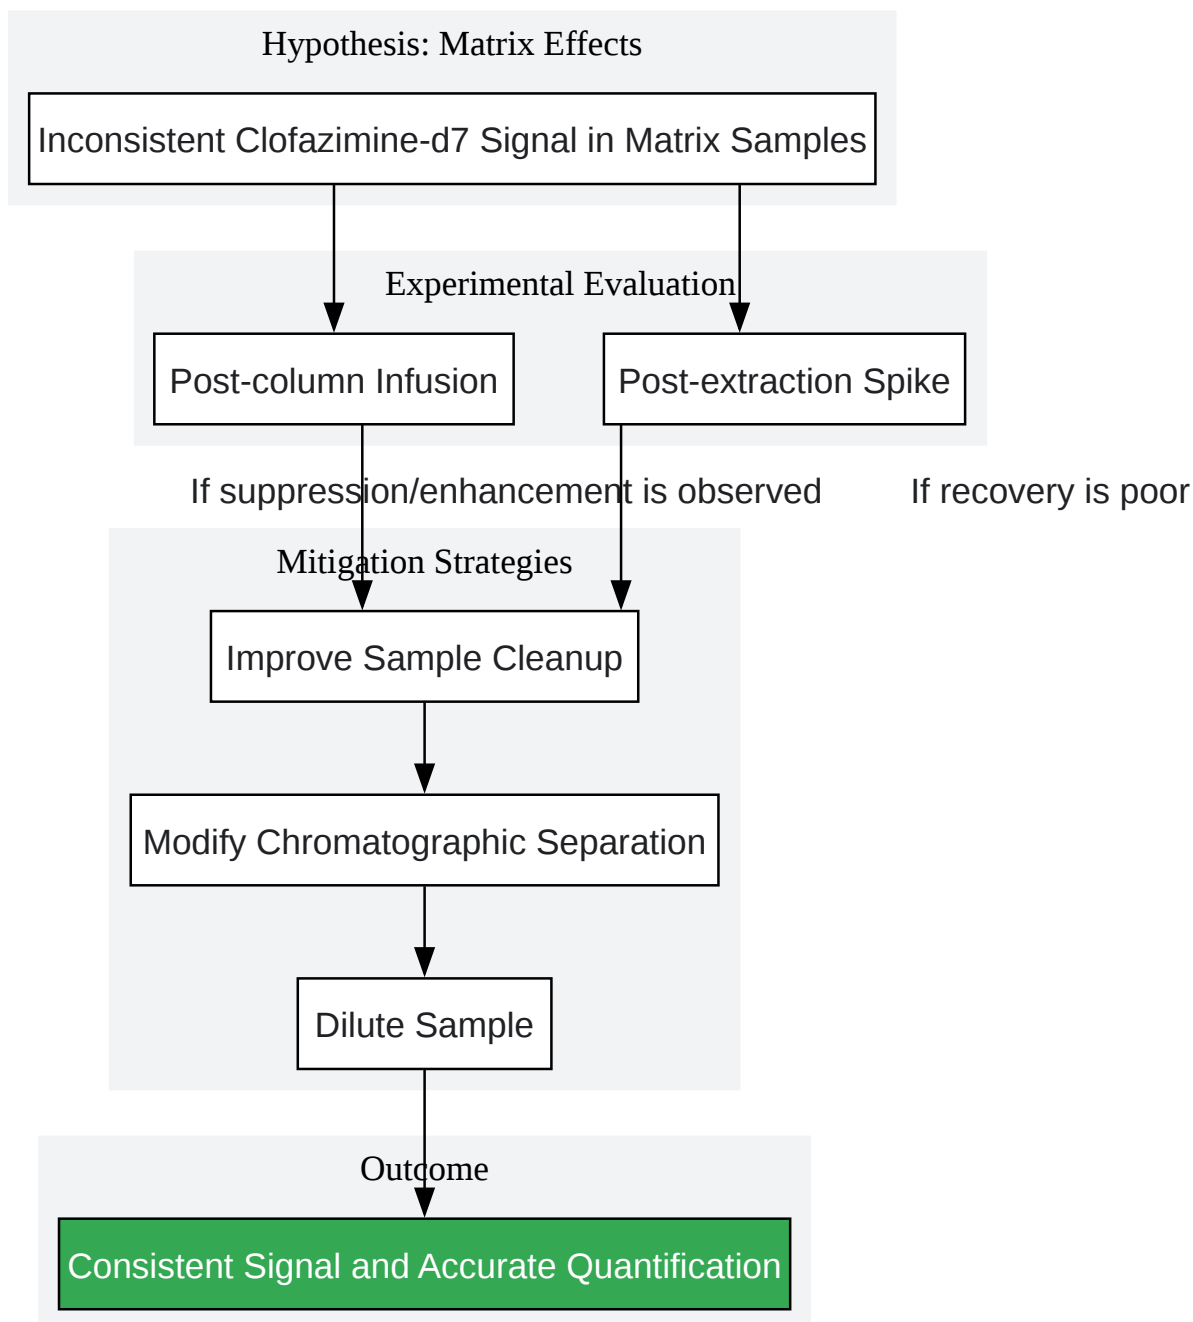 Hypothesis: Matrix Effects
Inconsistent Clofazimine-d7 Signal in Matrix Samples
Experimental Evaluation
Post-column Infusion
Post-extraction Spike
If suppression/enhancement is observed
If recovery is poor
Mitigation Strategies
Improve Sample Cleanup
Modify Chromatographic Separation
Dilute Sample
Outcome
Consistent Signal and Accurate Quantification